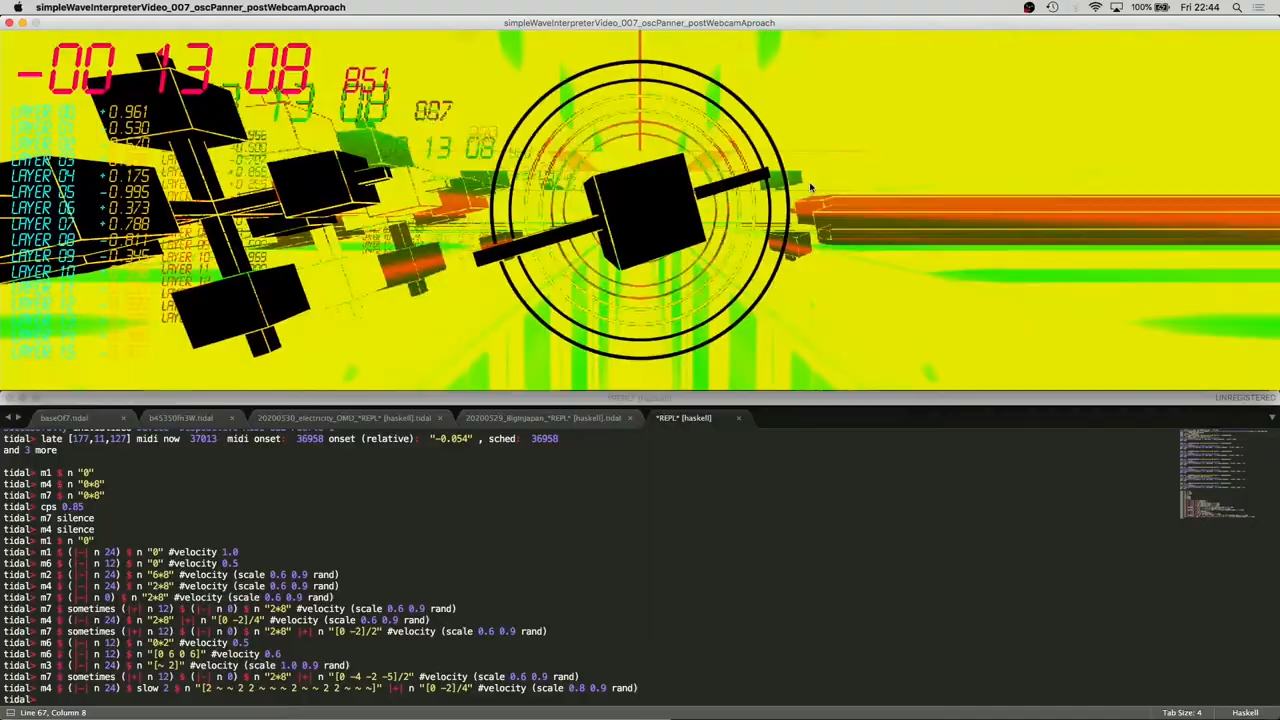 simpleWaveInterpreterVideo_007_oscPanner_postWebcamAproach
100%
Fri 22:44
simpleWaveInterpreterVideo_007_oscPanner_postWebcamAproach
-00 13 08 851
13 08 007
13 08
LAYER 00 +0.961
-0.530
LAYER 03
LAYER 04 +0.175
LAYER 05 -0.995
LAYER 06 +0.373
LAYER 07 +0.788
LAYER 08
LAYER 09
LAYER 10
baseOf7.tidal
b45350fn3W.tidal
20200530_electricity_OMD_*REPL* [haskell].tidal
20200529_BigInJapan_*REPL* [haskell].tidal
*REPL* [haskell]
UNREGISTERED
tidal> late [177,11,127] midi now 37013 midi onset: 36958 onset (relative): "-0.054" , sched: 36958
and 3 more
tidal> m1 $ n "0"
tidal> m4 $ n "0*8"
tidal> m7 $ n "0*8"
tidal> cps 0.85
tidal> m7 silence
tidal> m4 silence
tidal> m1 $ n "0"
tidal> m1 $ (|-| n 24) $ n "0" #velocity 1.0
tidal> m6 $ (|-| n 12) $ n "0" #velocity 0.5
tidal> m2 $ (|-| n 24) $ n "6*8" #velocity (scale 0.6 0.9 rand)
tidal> m4 $ (|-| n 24) $ n "2*8" #velocity (scale 0.6 0.9 rand)
tidal> m7 $ (|-| n 0) $ n "2*8" #velocity (scale 0.6 0.9 rand)
tidal> m7 $ sometimes (|+| n 12) $ (|-| n 0) $ n "2*8" #velocity (scale 0.6 0.9 rand)
tidal> m4 $ (|-| n 24) $ n "2*8" |+| n "[0 -2]/4" #velocity (scale 0.6 0.9 rand)
tidal> m7 $ sometimes (|+| n 12) $ (|-| n 0) $ n "2*8" |+| n "[0 -2]/2" #velocity (scale 0.6 0.9 rand)
tidal> m6 $ (|-| n 12) $ n "0*2" #velocity 0.5
tidal> m6 $ (|-| n 12) $ n "[0 6 0 6]" #velocity 0.6
tidal> m3 $ (|-| n 24) $ n "[~ 2]" #velocity (scale 1.0 0.9 rand)
tidal> m7 $ sometimes (|+| n 12) $ (|-| n 0) $ n "2*8" |+| n "[0 -4 -2 -5]/2" #velocity (scale 0.6 0.9 rand)
tidal> m4 $ (|-| n 24) $ slow 2 $ n "[2 ~ ~ 2 2 ~ ~ ~ 2 ~ ~ 2 2 ~ ~ ~]" |+| n "[0 -2]/4" #velocity (scale 0.8 0.9 rand)
tidal>
Line 67, Column 8
Tab Size: 4
Haskell